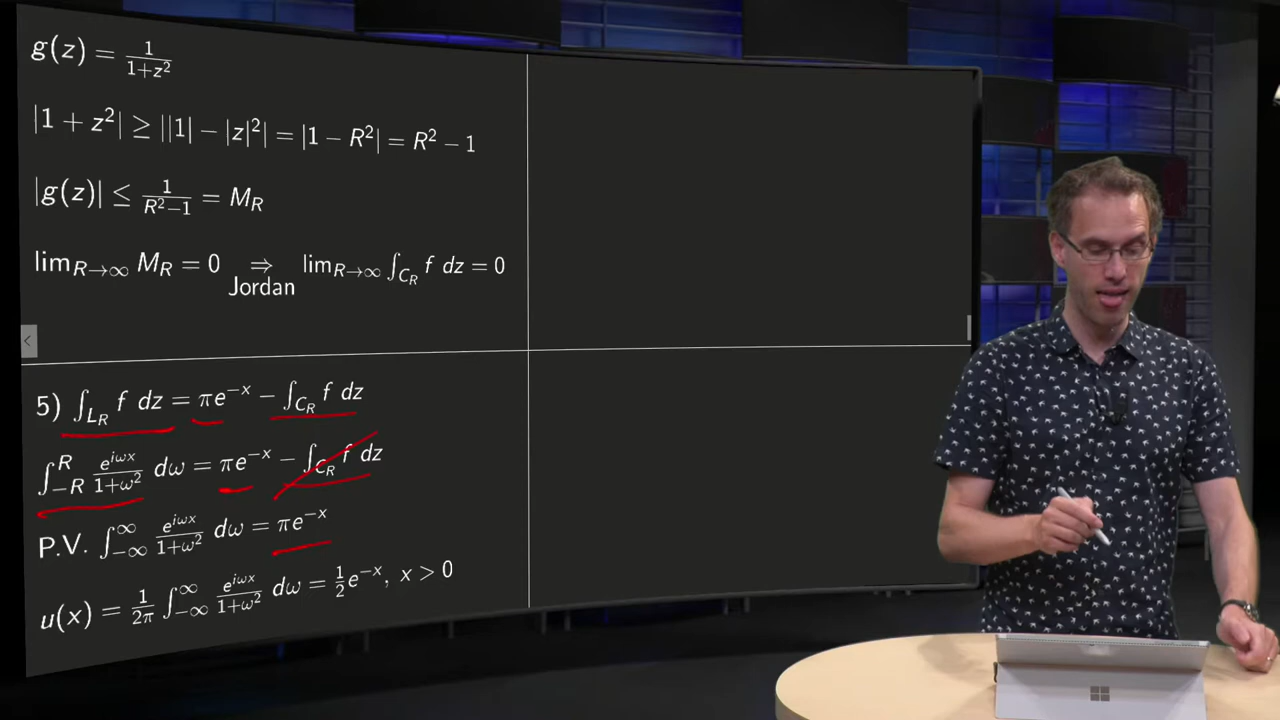 g(z) = 1/(1+z²)
|1 + z²| ≥ ||1| − |z|²| = |1 − R²| = R² − 1
|g(z)| ≤ 1/(R²−1) = M_R
lim_{R→∞} M_R = 0 ⇒ lim_{R→∞} ∫_{C_R} f dz = 0
Jordan
5) ∫_{L_R} f dz = πe^{−x} − ∫_{C_R} f dz
∫_{−R}^{R} e^{iωx}/(1+ω²) dω = πe^{−x} − ∫_{C_R} f dz
P.V. ∫_{−∞}^{∞} e^{iωx}/(1+ω²) dω = πe^{−x}
u(x) = 1/(2π) ∫_{−∞}^{∞} e^{iωx}/(1+ω²) dω = ½e^{−x}, x > 0